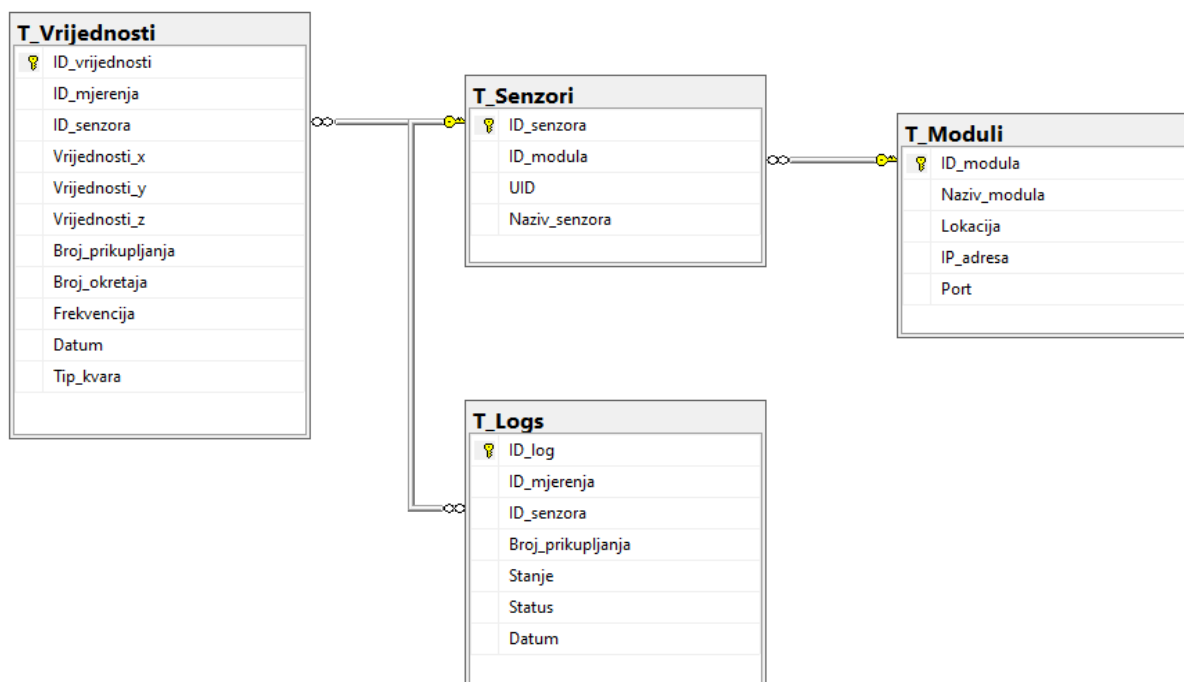 T_Vrijednosti
ID_vrijednosti
ID_mjerenja
ID_senzora
Vrijednosti_x
Vrijednosti_y
Vrijednosti_z
Broj_prikupljanja
Broj_okretaja
Frekvencija
Datum
Tip_kvara
T_Senzori
ID_senzora
ID_modula
UID
Naziv_senzora
T_Moduli
ID_modula
Naziv_modula
Lokacija
IP_adresa
Port
T_Logs
ID_log
ID_mjerenja
ID_senzora
Broj_prikupljanja
Stanje
Status
Datum